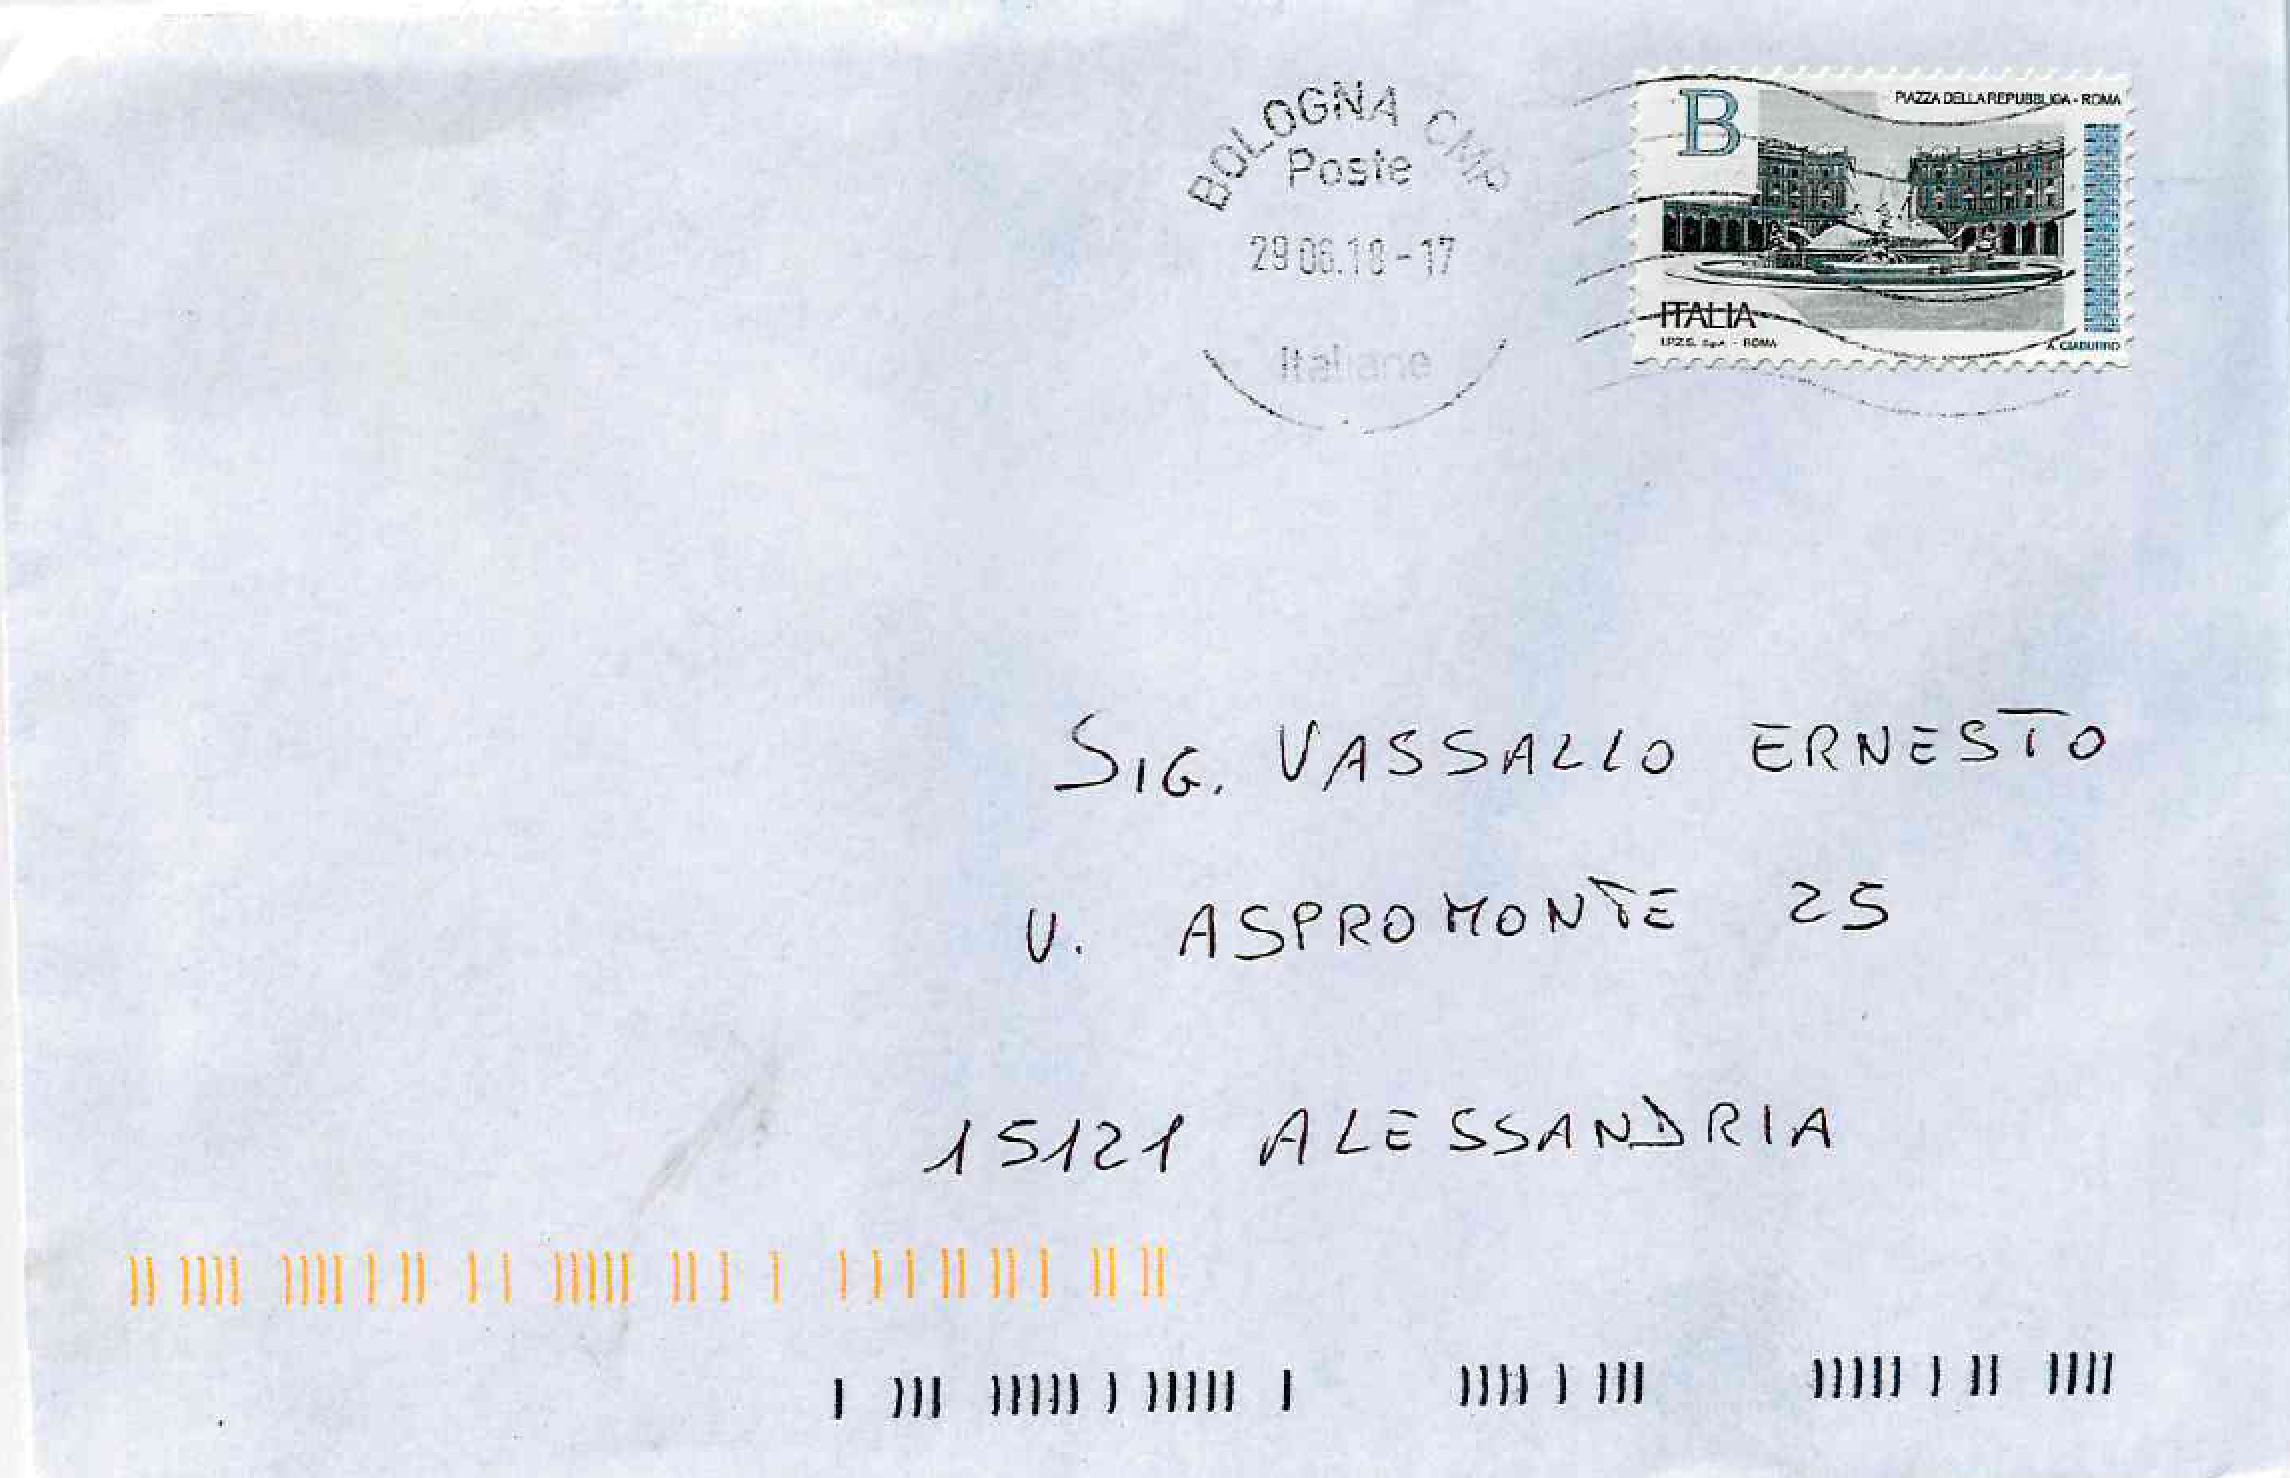 BOLOGNA CMP
Poste
29 06.18-17
Italiane
B
PIAZZA DELLA REPUBBLICA - ROMA
ITALIA
I.P.Z.S. S.p.A. - ROMA
A. CIABURRO
SIG. VASSALLO ERNESTO
V. ASPROMONTE 25
15121 ALESSANDRIA